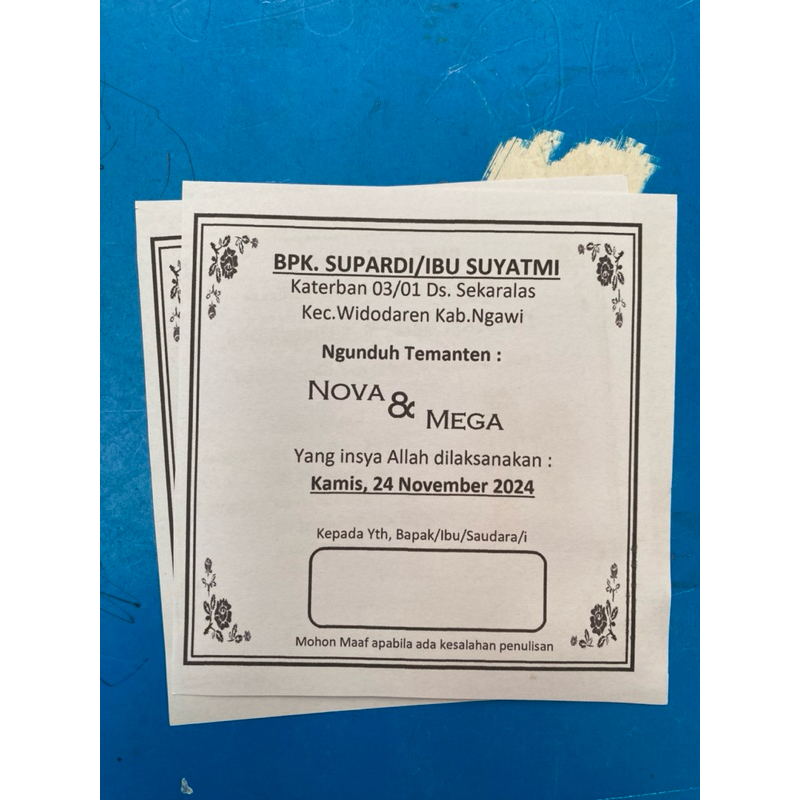 BPK. SUPARDI/IBU SUYATMI
Katerban 03/01 Ds. Sekaralas
Kec.Widodaren Kab.Ngawi
Ngunduh Temanten :
NOVA
&
MEGA
Yang insya Allah dilaksanakan :
Kamis, 24 November 2024
Kepada Yth, Bapak/Ibu/Saudara/i
Mohon Maaf apabila ada kesalahan penulisan